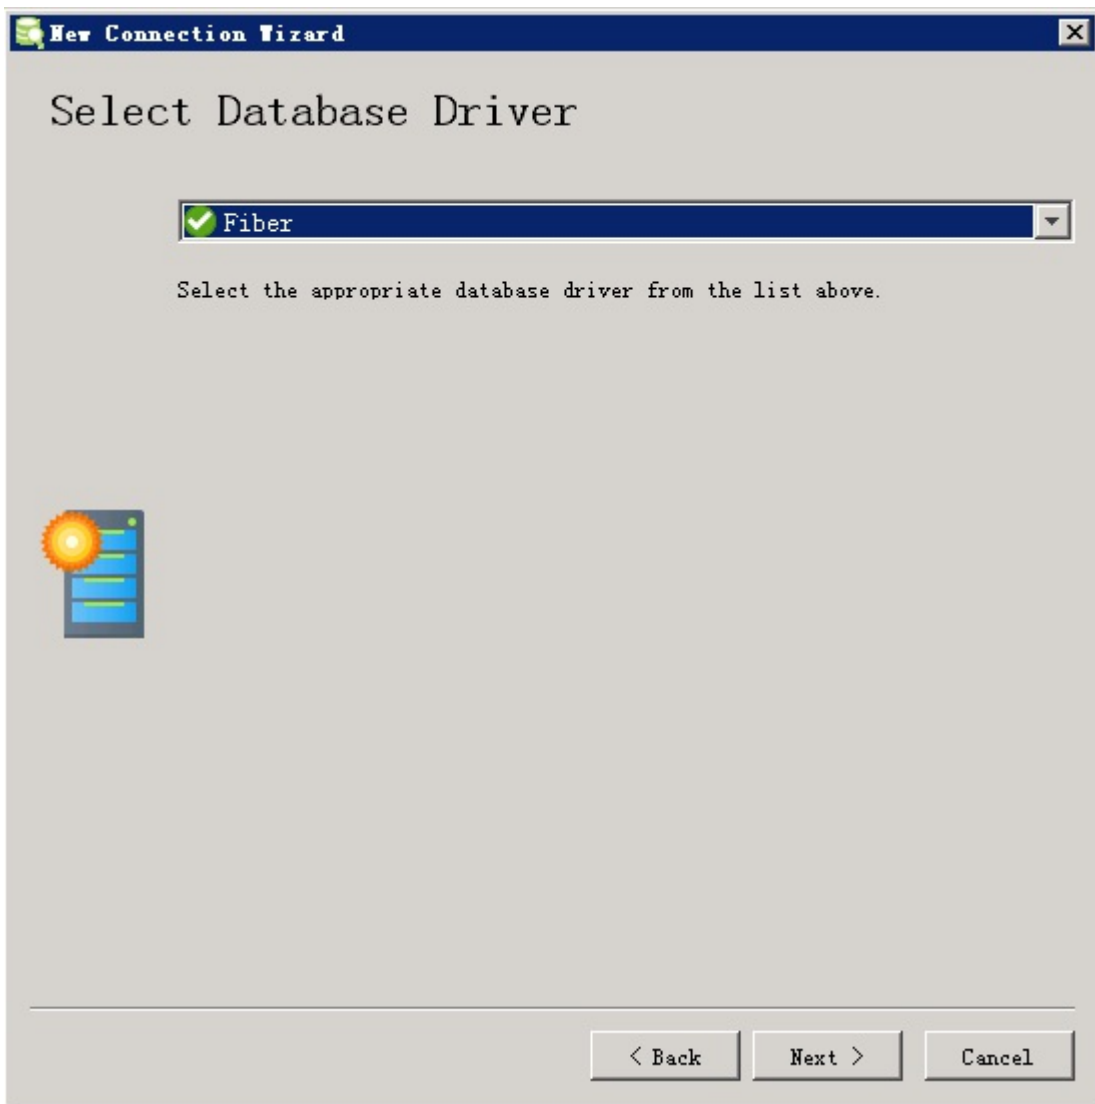 New Connection Wizard
Select Database Driver
Fiber
Select the appropriate database driver from the list above.
< Back
Next >
Cancel